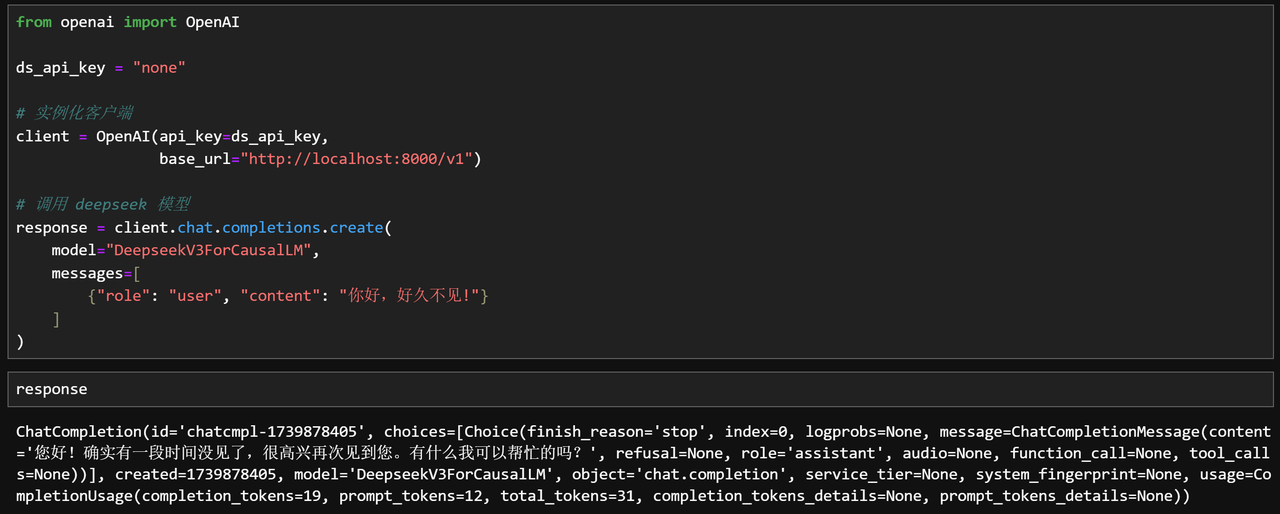 from openai import OpenAI
ds_api_key = "none"
# 实例化客户端
client = OpenAI(api_key=ds_api_key,
                base_url="http://localhost:8000/v1")
# 调用 deepseek 模型
response = client.chat.completions.create(
    model="DeepseekV3ForCausalLM",
    messages=[
        {"role": "user", "content": "你好，好久不见!"}
    ]
)
response
ChatCompletion(id='chatcmpl-1739878405', choices=[Choice(finish_reason='stop', index=0, logprobs=None, message=ChatCompletionMessage(content
='您好！确实有一段时间没见了，很高兴再次见到您。有什么我可以帮忙的吗？', refusal=None, role='assistant', audio=None, function_call=None, tool_call
s=None))], created=1739878405, model='DeepseekV3ForCausalLM', object='chat.completion', service_tier=None, system_fingerprint=None, usage=Co
mpletionUsage(completion_tokens=19, prompt_tokens=12, total_tokens=31, completion_tokens_details=None, prompt_tokens_details=None))